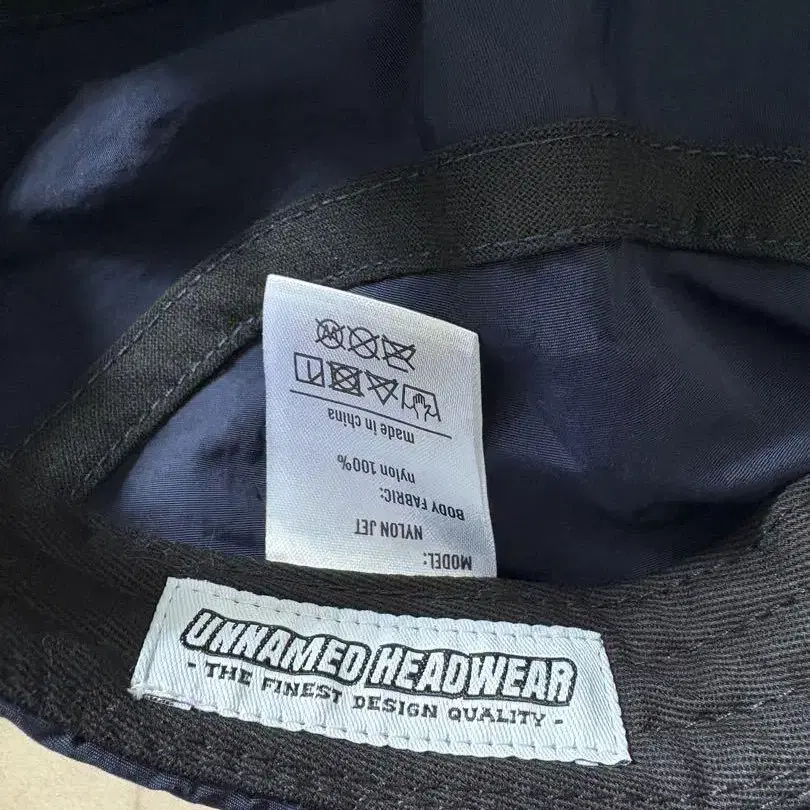 MODEL:
NYLON JET
BODY FABRIC:
nylon 100%
made in china
UNNAMED HEADWEAR
- THE FINEST DESIGN QUALITY -